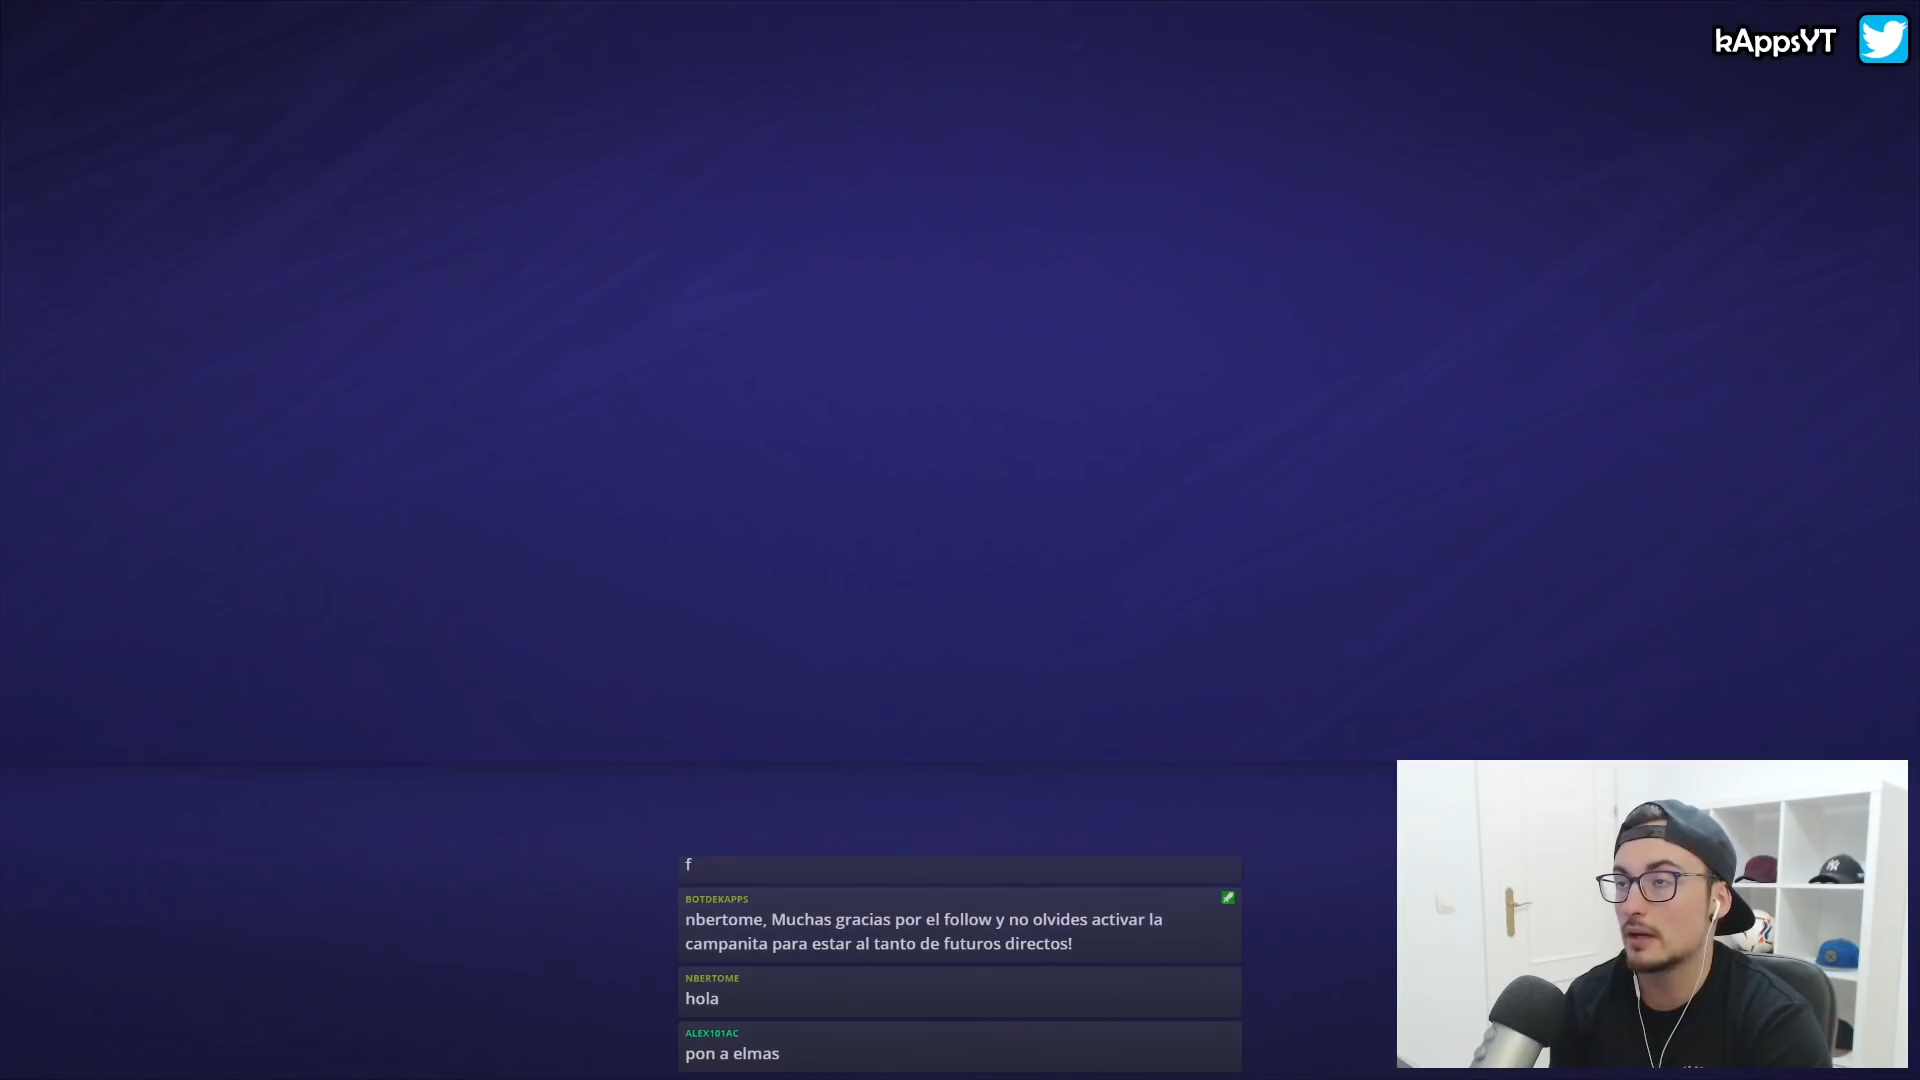 kAppsYT
f
BOTDEKAPPS
nbertome, Muchas gracias por el follow y no olvides activar la
campanita para estar al tanto de futuros directos!
NBERTOME
hola
ALEX101AC
pon a elmas